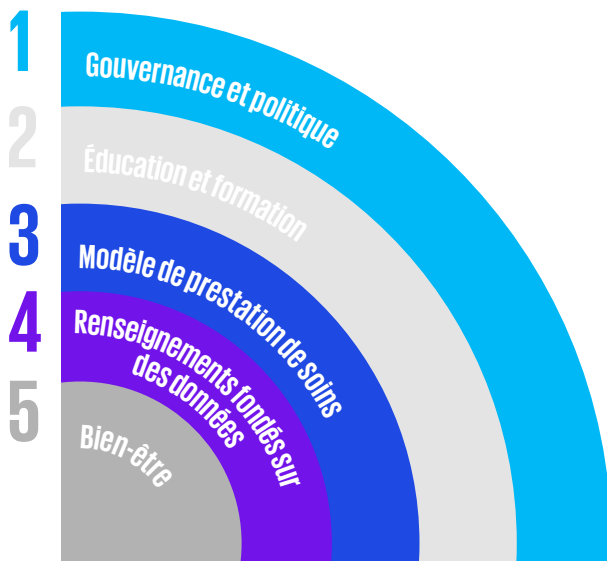 1
Gouvernance et politique
2
Éducation et formation
3
Modèle de prestation de soins
4
Renseignements fondés sur
des données
5
Bien-être